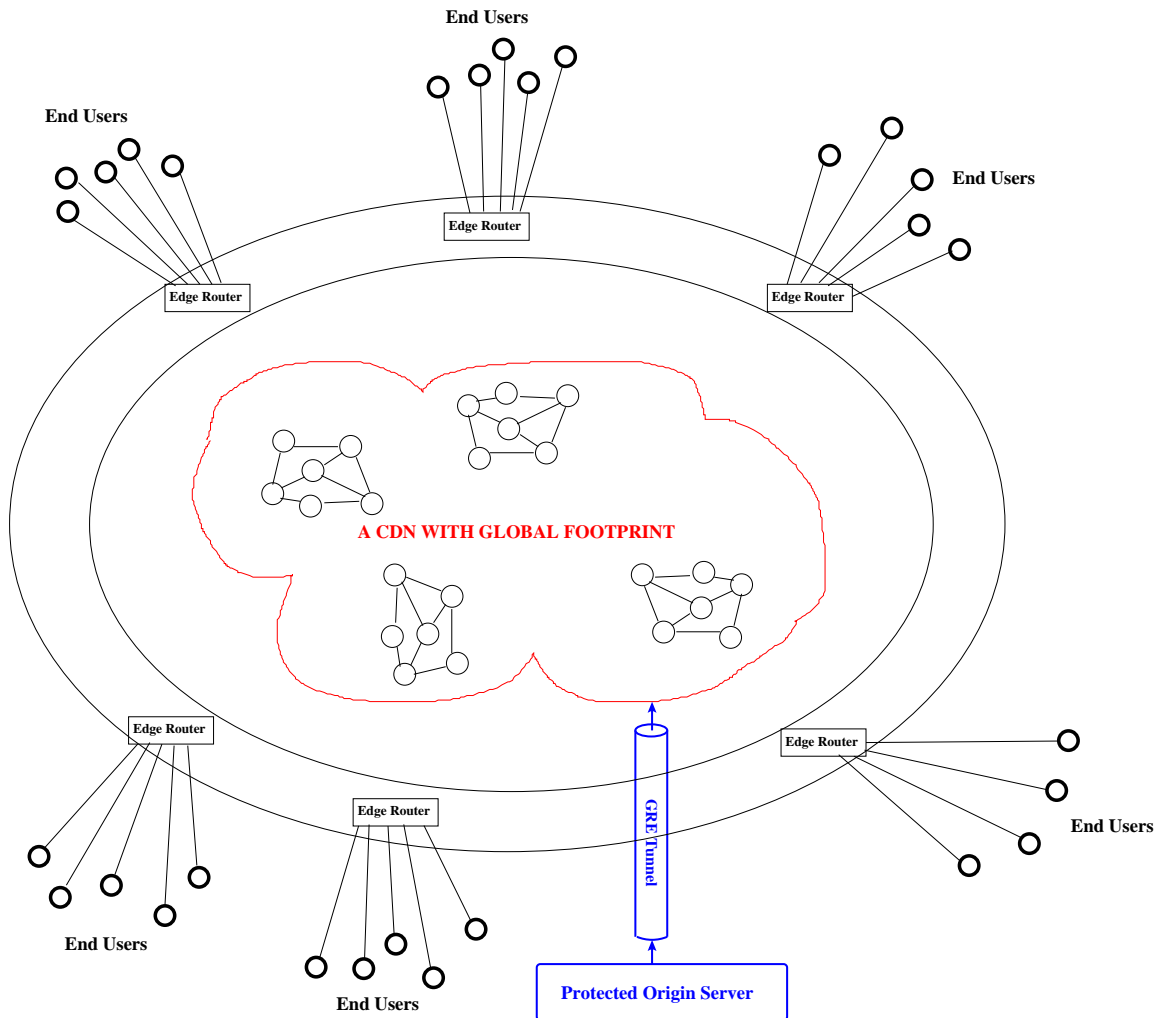 End Users
End Users
End Users
Edge Router
Edge Router
Edge Router
A CDN WITH GLOBAL FOOTPRINT
Edge Router
Edge Router
Edge Router
GRE Tunnel
End Users
End Users
End Users
Protected Origin Server